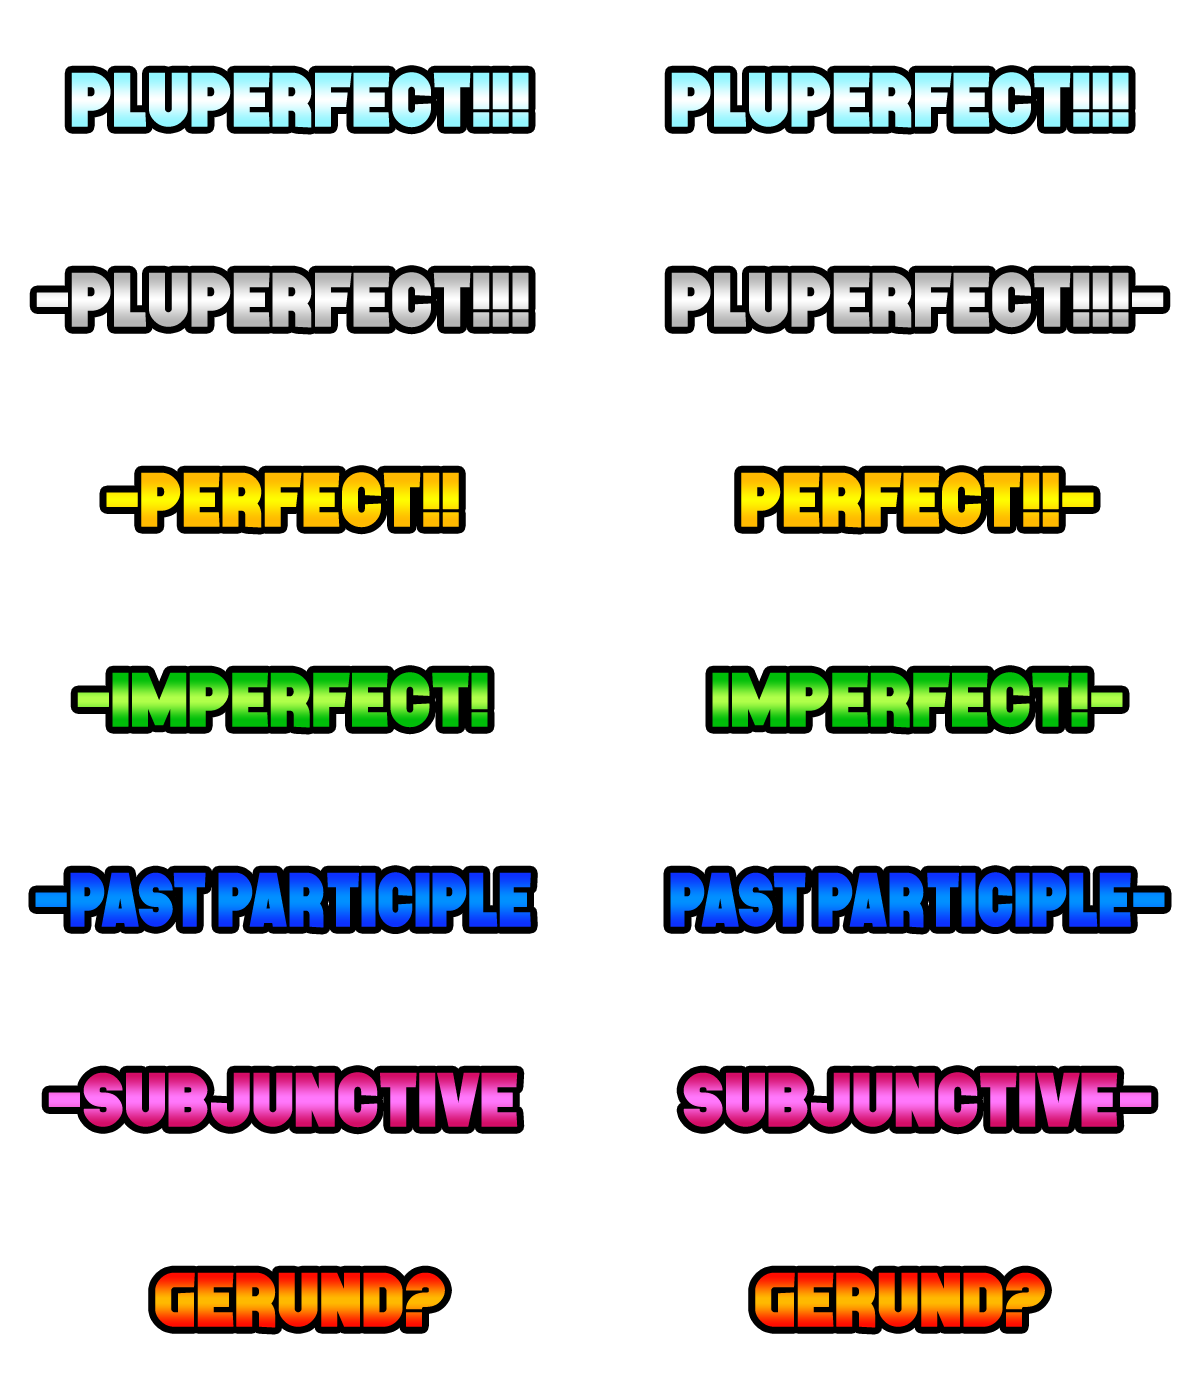 PLUPERFECT!!! PLUPERFECT!!!
-PLUPERFECT!!! PLUPERFECT!!!-
-PERFECT!! PERFECT!!-
-IMPERFECT! IMPERFECT!-
-PAST PARTICIPLE PAST PARTICIPLE-
-SUBJUNCTIVE SUBJUNCTIVE-
GERUND? GERUND?